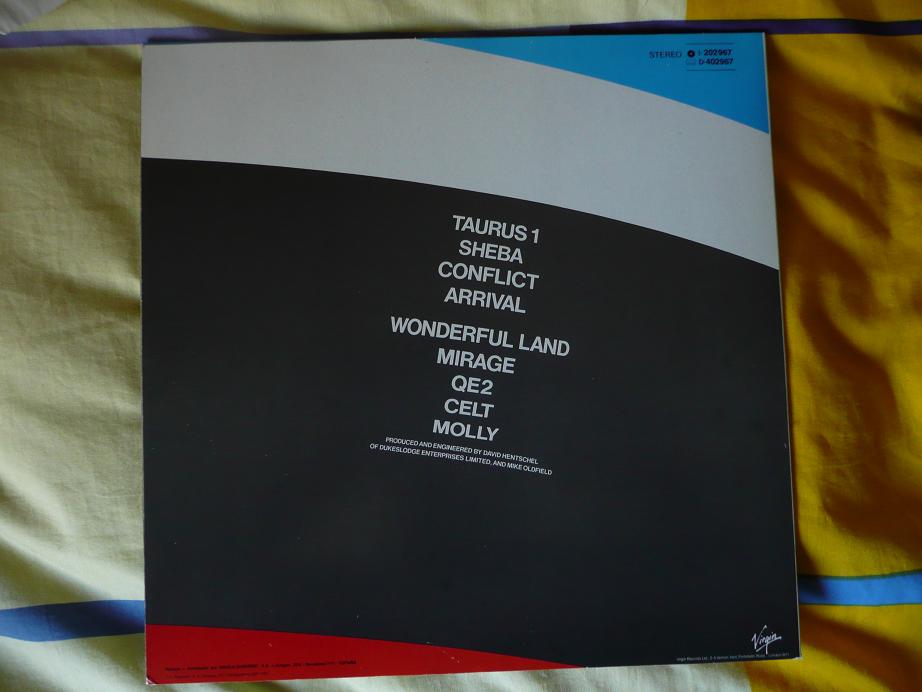 STEREO I-202967
D-402967
TAURUS 1
SHEBA
CONFLICT
ARRIVAL
WONDERFUL LAND
MIRAGE
QE2
CELT
MOLLY
PRODUCED AND ENGINEERED BY DAVID HENTSCHEL
OF DUKESLODGE ENTERPRISES LIMITED, AND MIKE OLDFIELD
Virgin